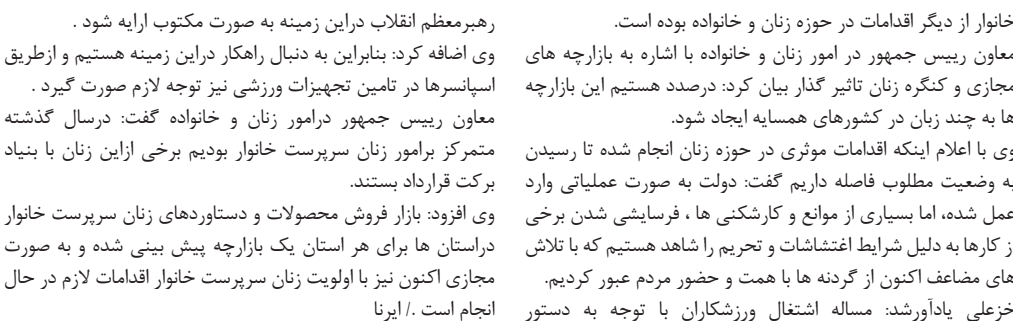 خانوار از دیگر اقدامات در حوزه زنان و خانواده بوده است.
معاون رییس جمهور در امور زنان و خانواده با اشاره به بازارچه های
مجازی و کنگره زنان تاثیر گذار بیان کرد: درصدد هستیم این بازارچه
ها به چند زبان در کشورهای همسایه ایجاد شود.
وی با اعلام اینکه اقدامات موثری در حوزه زنان انجام شده تا رسیدن
به وضعیت مطلوب فاصله داریم گفت: دولت به صورت عملیاتی وارد
عمل شده، اما بسیاری از موانع و کارشکنی ها ، فرسایشی شدن برخی
از کارها به دلیل شرایط اغتشاشات و تحریم را شاهد هستیم که با تلاش
های مضاعف اکنون از گردنه ها با همت و حضور مردم عبور کردیم.
خزعلی یادآورشد: مساله اشتغال ورزشکاران با توجه به دستور
رهبرمعظم انقلاب دراین زمینه به صورت مکتوب ارایه شود .
وی اضافه کرد: بنابراین به دنبال راهکار دراین زمینه هستیم و ازطریق
اسپانسرها در تامین تجهیزات ورزشی نیز توجه لازم صورت گیرد .
معاون رییس جمهور درامور زنان و خانواده گفت: درسال گذشته
متمرکز برامور زنان سرپرست خانوار بودیم برخی ازاین زنان با بنیاد
برکت قرارداد بستند.
وی افزود: بازار فروش محصولات و دستاوردهای زنان سرپرست خانوار
دراستان ها برای هر استان یک بازارچه پیش بینی شده و به صورت
مجازی اکنون نیز با اولویت زنان سرپرست خانوار اقدامات لازم در حال
انجام است ./ ایرنا